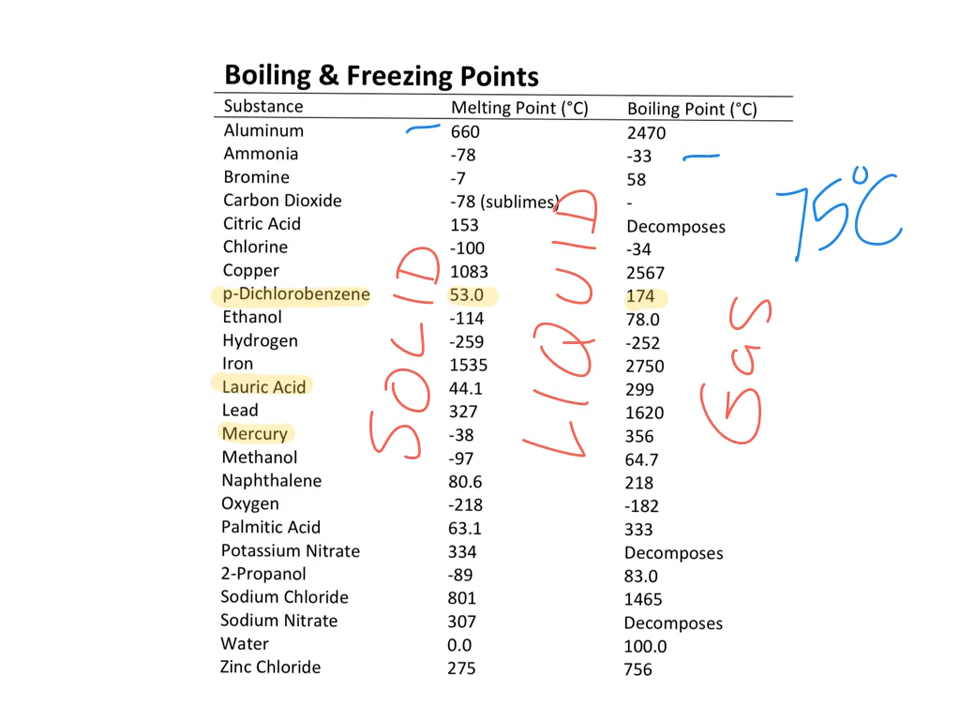 Boiling & Freezing Points
Substance Melting Point (°C) Boiling Point (°C)
Aluminum 660 2470
Ammonia -78 -33
Bromine -7 58
Carbon Dioxide -78 (sublimes) -
Citric Acid 153 Decomposes
Chlorine -100 -34
Copper 1083 2567
p-Dichlorobenzene 53.0 174
Ethanol -114 78.0
Hydrogen -259 -252
Iron 1535 2750
Lauric Acid 44.1 299
Lead 327 1620
Mercury -38 356
Methanol -97 64.7
Naphthalene 80.6 218
Oxygen -218 -182
Palmitic Acid 63.1 333
Potassium Nitrate 334 Decomposes
2-Propanol -89 83.0
Sodium Chloride 801 1465
Sodium Nitrate 307 Decomposes
Water 0.0 100.0
Zinc Chloride 275 756
75°C
SOLID
LIQUID
Gas